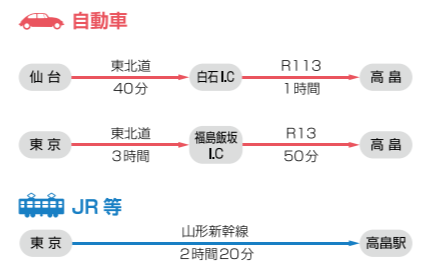 自動車
仙台 東北道 白石I.C R113 高畠
40分 1時間
東京 東北道 福島飯坂 R13 高畠
3時間 I.C 50分
JR等
東京 山形新幹線 高畠駅
2時間20分